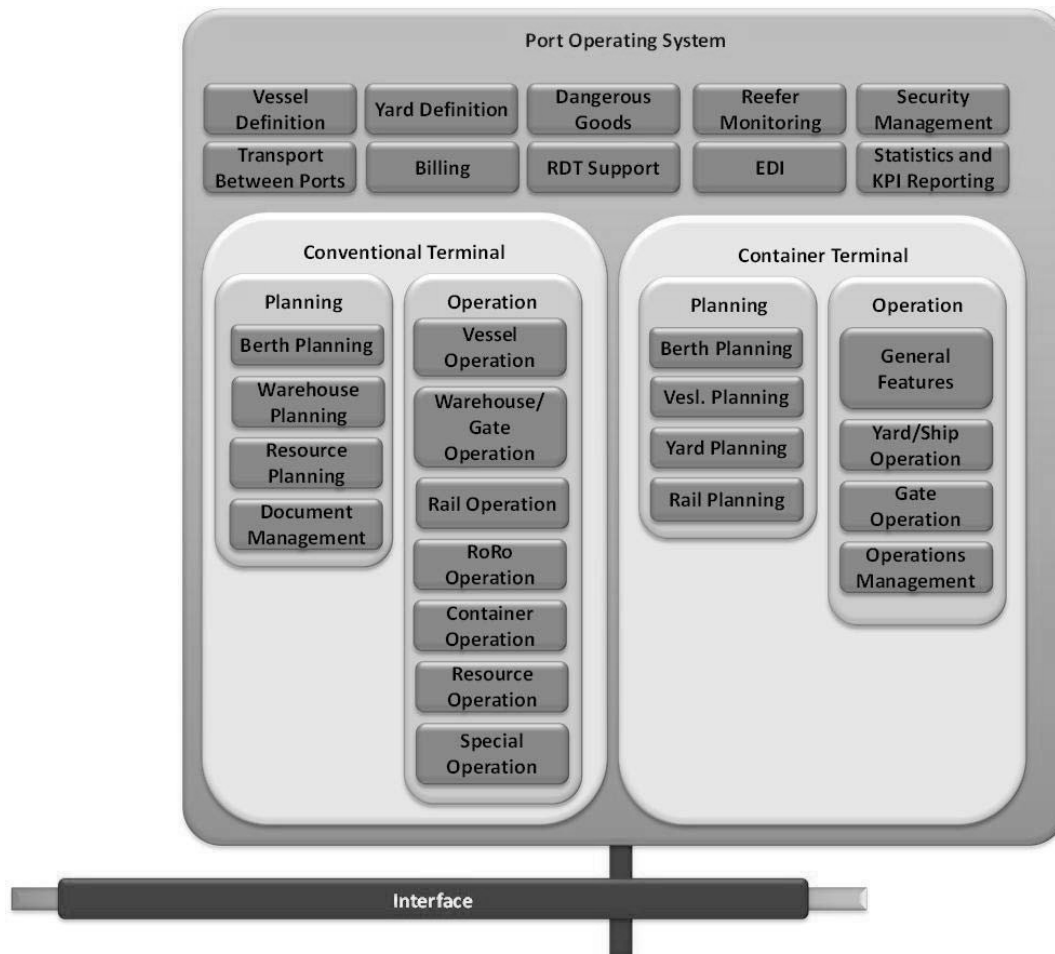 Port Operating System
Vessel
Definition
Yard Definition
Dangerous
Goods
Reefer
Monitoring
Security
Management
Transport
Between Ports
Billing
RDT Support
EDI
Statistics and
KPI Reporting
Conventional Terminal
Planning
Berth Planning
Warehouse
Planning
Resource
Planning
Document
Management
Operation
Vessel
Operation
Warehouse/
Gate
Operation
Rail Operation
RoRo
Operation
Container
Operation
Resource
Operation
Special
Operation
Container Terminal
Planning
Berth Planning
Vesl. Planning
Yard Planning
Rail Planning
Operation
General
Features
Yard/Ship
Operation
Gate
Operation
Operations
Management
Interface